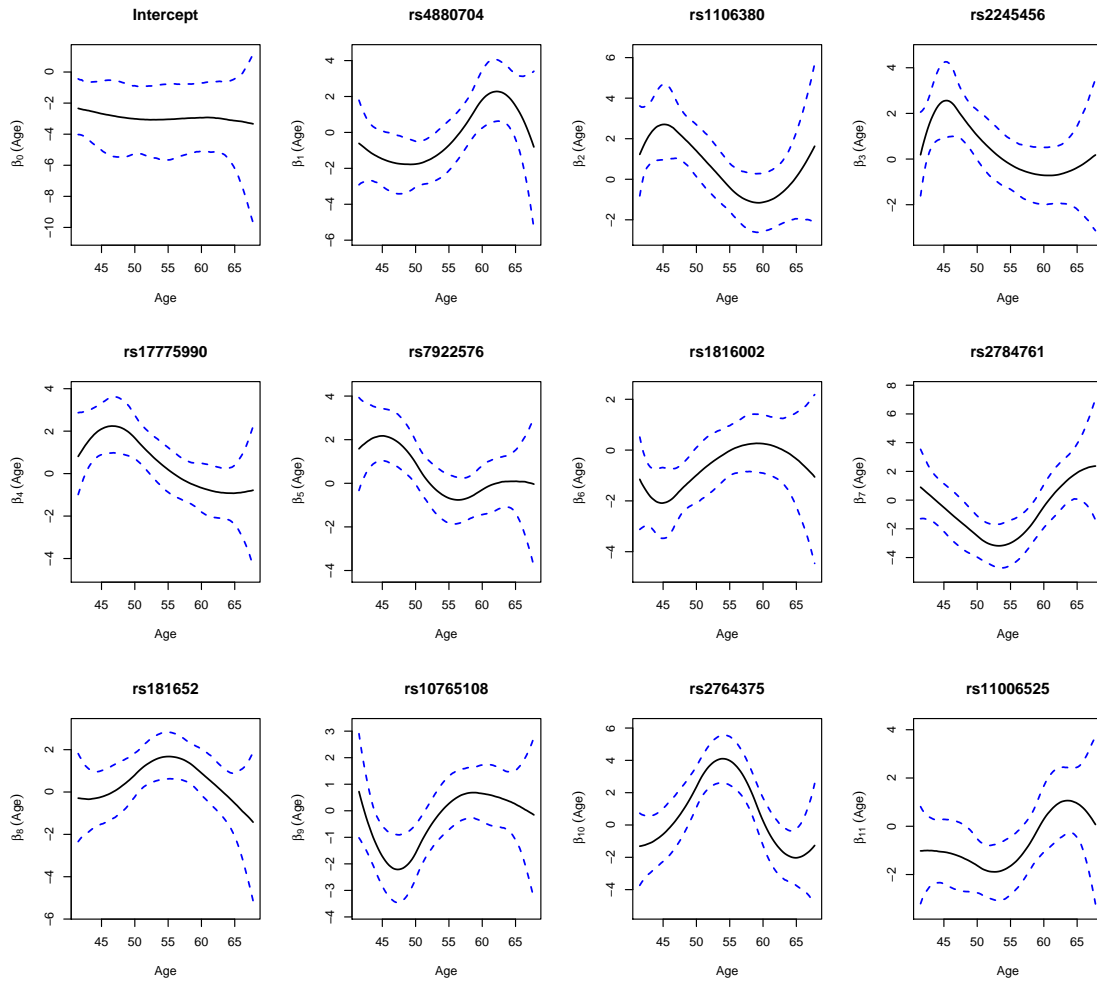 Intercept rs4880704 rs1106380 rs2245456
β0 (Age) -10 -8 -6 -4 -2 0
45 50 55 60 65
Age
β1 (Age) -6 -4 -2 0 2 4
45 50 55 60 65
Age
β2 (Age) -2 0 2 4 6
45 50 55 60 65
Age
β3 (Age) -2 0 2 4
45 50 55 60 65
Age
rs17775990 rs7922576 rs1816002 rs2784761
β4 (Age) -4 -2 0 2 4
45 50 55 60 65
Age
β5 (Age) -4 -2 0 2 4
45 50 55 60 65
Age
β6 (Age) -4 -2 0 2
45 50 55 60 65
Age
β7 (Age) -4 -2 0 2 4 6 8
45 50 55 60 65
Age
rs181652 rs10765108 rs2764375 rs11006525
β8 (Age) -6 -4 -2 0 2
45 50 55 60 65
Age
β9 (Age) -4 -3 -2 -1 0 1 2 3
45 50 55 60 65
Age
β10 (Age) -4 -2 0 2 4 6
45 50 55 60 65
Age
β11 (Age) -2 0 2 4
45 50 55 60 65
Age